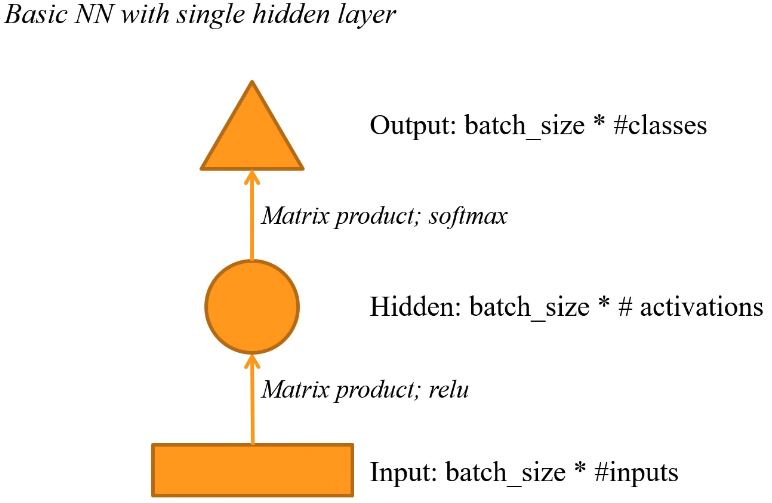 Basic NN with single hidden layer
Output: batch_size * #classes
Matrix product; softmax
Hidden: batch_size * # activations
Matrix product; relu
Input: batch_size * #inputs